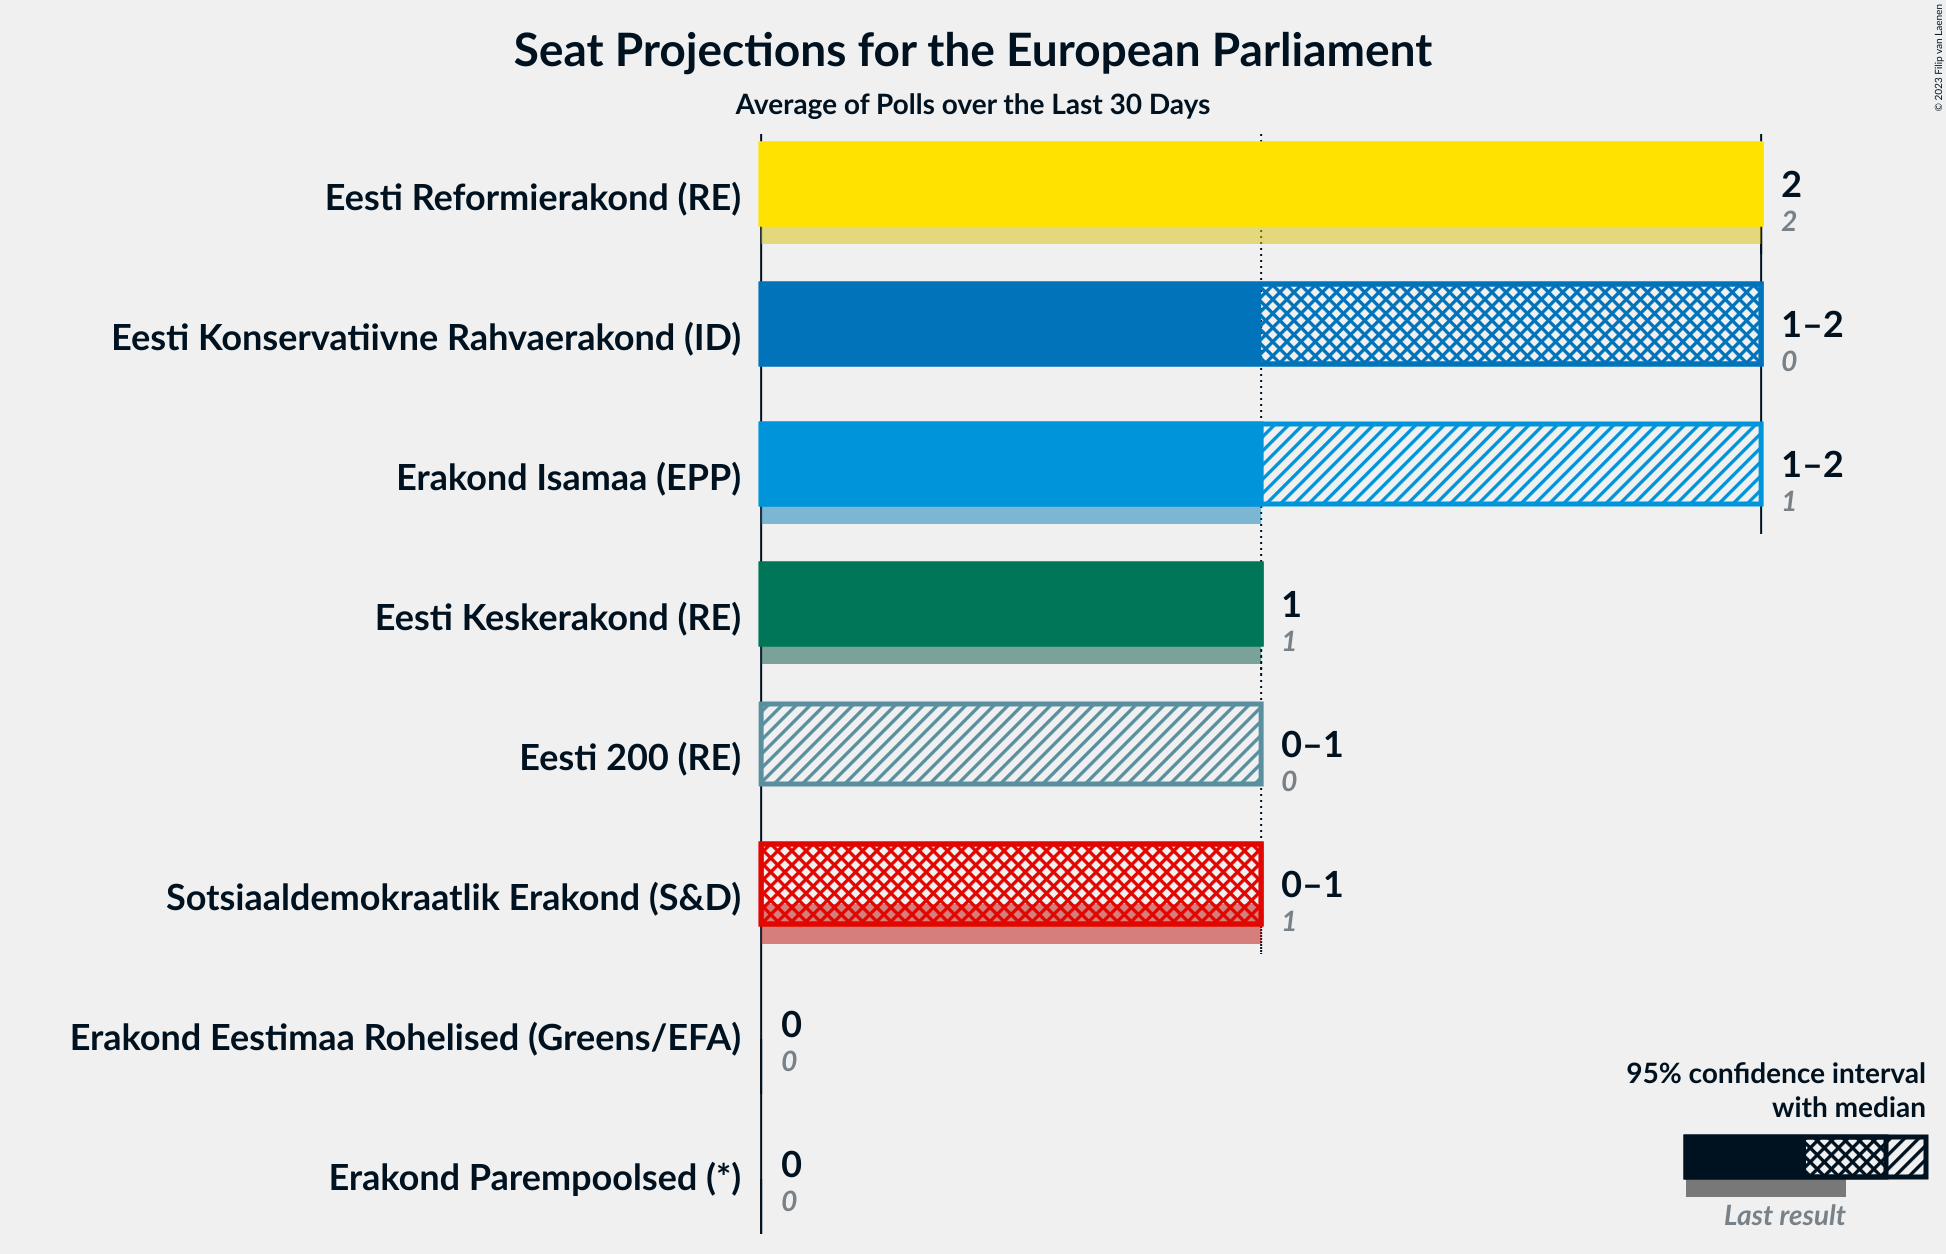 Seat Projections for the European Parliament
Average of Polls over the Last 30 Days
© 2023 Filip van Laenen
Eesti Reformierakond (RE)
2
2
Eesti Konservatiivne Rahvaerakond (ID)
1–2
0
Erakond Isamaa (EPP)
1–2
1
Eesti Keskerakond (RE)
1
1
Eesti 200 (RE)
0–1
0
Sotsiaaldemokraatlik Erakond (S&D)
0–1
1
Erakond Eestimaa Rohelised (Greens/EFA)
0
0
Erakond Parempoolsed (*)
0
0
95% confidence interval
with median
Last result